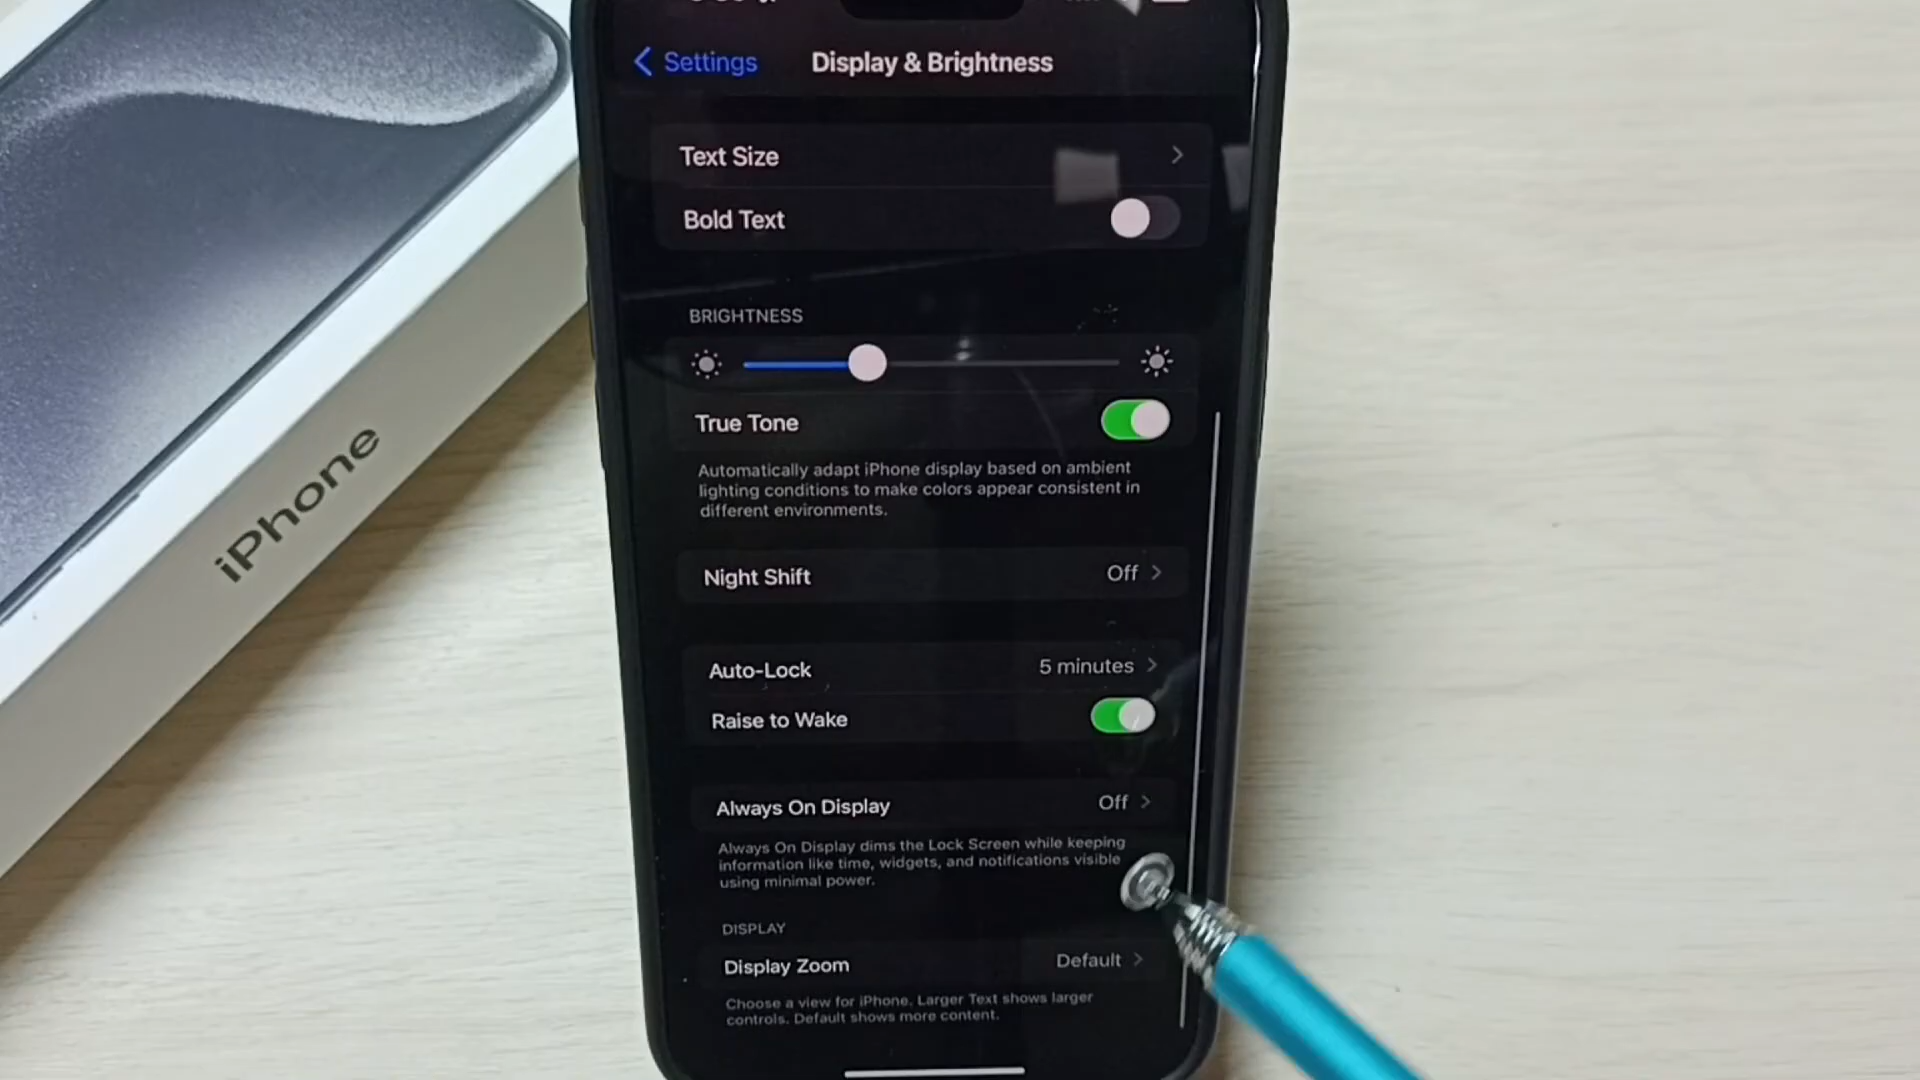 Settings
Display & Brightness
Text Size
Bold Text
BRIGHTNESS
True Tone
Automatically adapt iPhone display based on ambient
lighting conditions to make colors appear consistent in
different environments.
Night Shift
Off
Auto-Lock
5 minutes
Raise to Wake
Always On Display
Off
Always On Display dims the Lock Screen while keeping
information like time, widgets, and notifications visible
using minimal power.
DISPLAY
Display Zoom
Default
Choose a view for iPhone. Larger Text shows larger
controls. Default shows more content.
iPhone